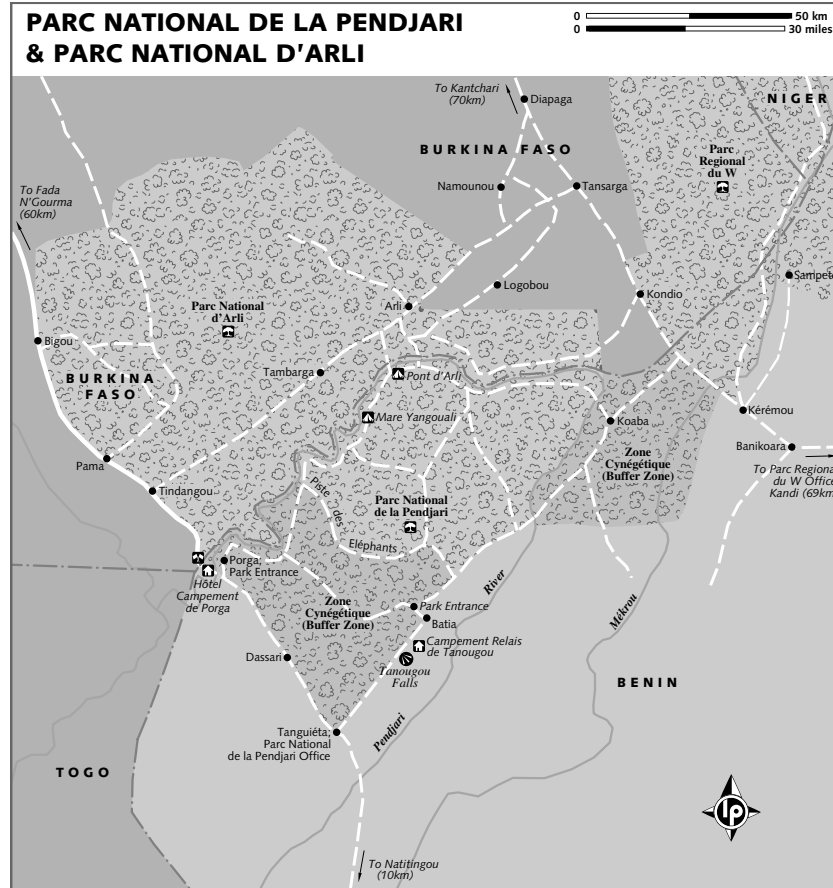 PARC NATIONAL DE LA PENDJARI
& PARC NATIONAL D'ARLI
0 50 km
0 30 miles
To Kantchari
(70km)
Diapaga
NIGER
BURKINA FASO
Parc
Regional
du W
Namounou
Tansarga
To Fada
N'Gourma
(60km)
Sampeto
Logobou
Kondio
Arli
Parc National
d'Arli
Bigou
Tambarga
Pont d'Arli
BURKINA
FASO
Mare Yangouali
Kérémou
Koaba
Banikoara
Zone
Cynégétique
(Buffer Zone)
Pama
To Parc Regional
du W Office
Kandi (69km)
Tindangou
Piste des
Eléphants
Parc National
de la Pendjari
Porga;
Park Entrance
Hôtel
Campement
de Porga
River
Zone
Cynégétique
(Buffer Zone)
Park Entrance
Batia
Mékrou
Campement Relais
de Tanougou
Dassari
Tanougou
Falls
BENIN
Pendjari
Tanguiéta;
Parc National
de la Pendjari Office
TOGO
lp
To Natitingou
(10km)